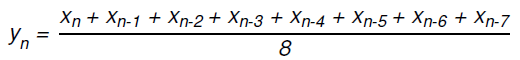 yₙ = (xₙ + xₙ₋₁ + xₙ₋₂ + xₙ₋₃ + xₙ₋₄ + xₙ₋₅ + xₙ₋₆ + xₙ₋₇) / 8